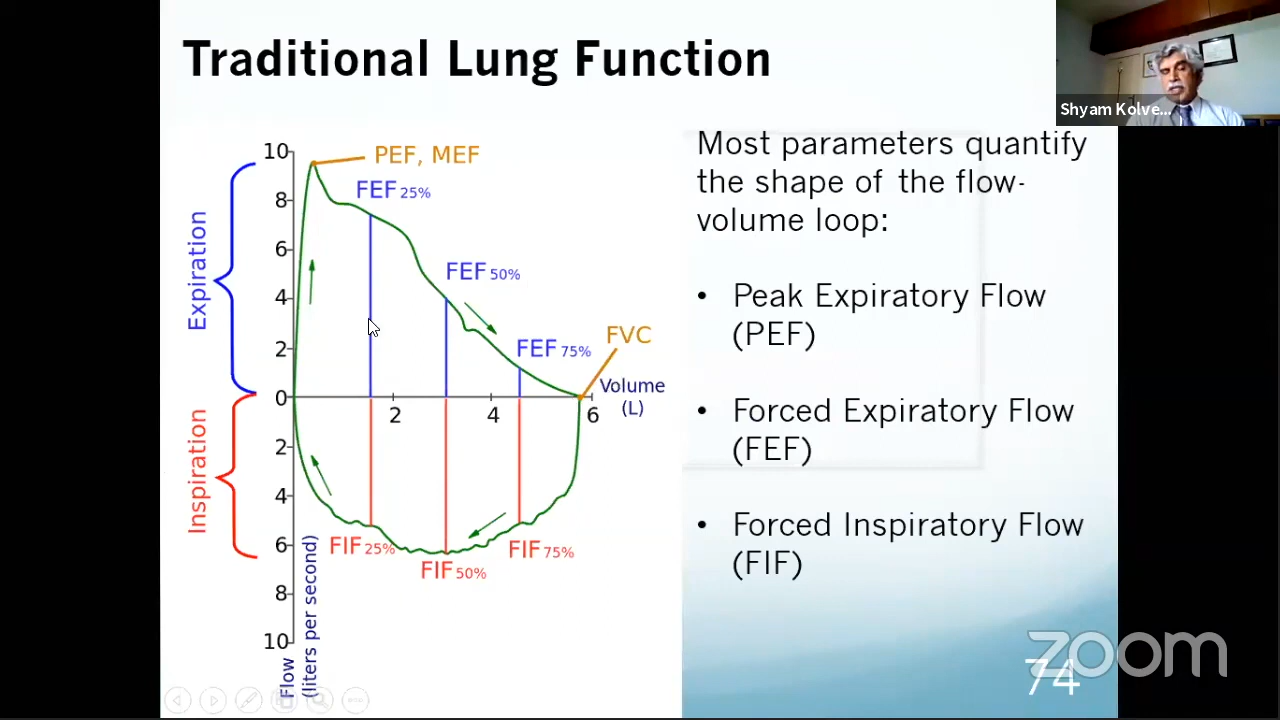 Traditional Lung Function
Shyam Kolve...
Most parameters quantify
the shape of the flow-
volume loop:
• Peak Expiratory Flow
(PEF)
• Forced Expiratory Flow
(FEF)
• Forced Inspiratory Flow
(FIF)
10
8
6
4
2
0
2
4
6
8
10
Expiration
Inspiration
PEF, MEF
FEF 25%
FEF 50%
FEF 75%
FVC
Volume
(L)
2
4
6
FIF 25%
FIF 50%
FIF 75%
Flow
(liters per second)
zoom
74